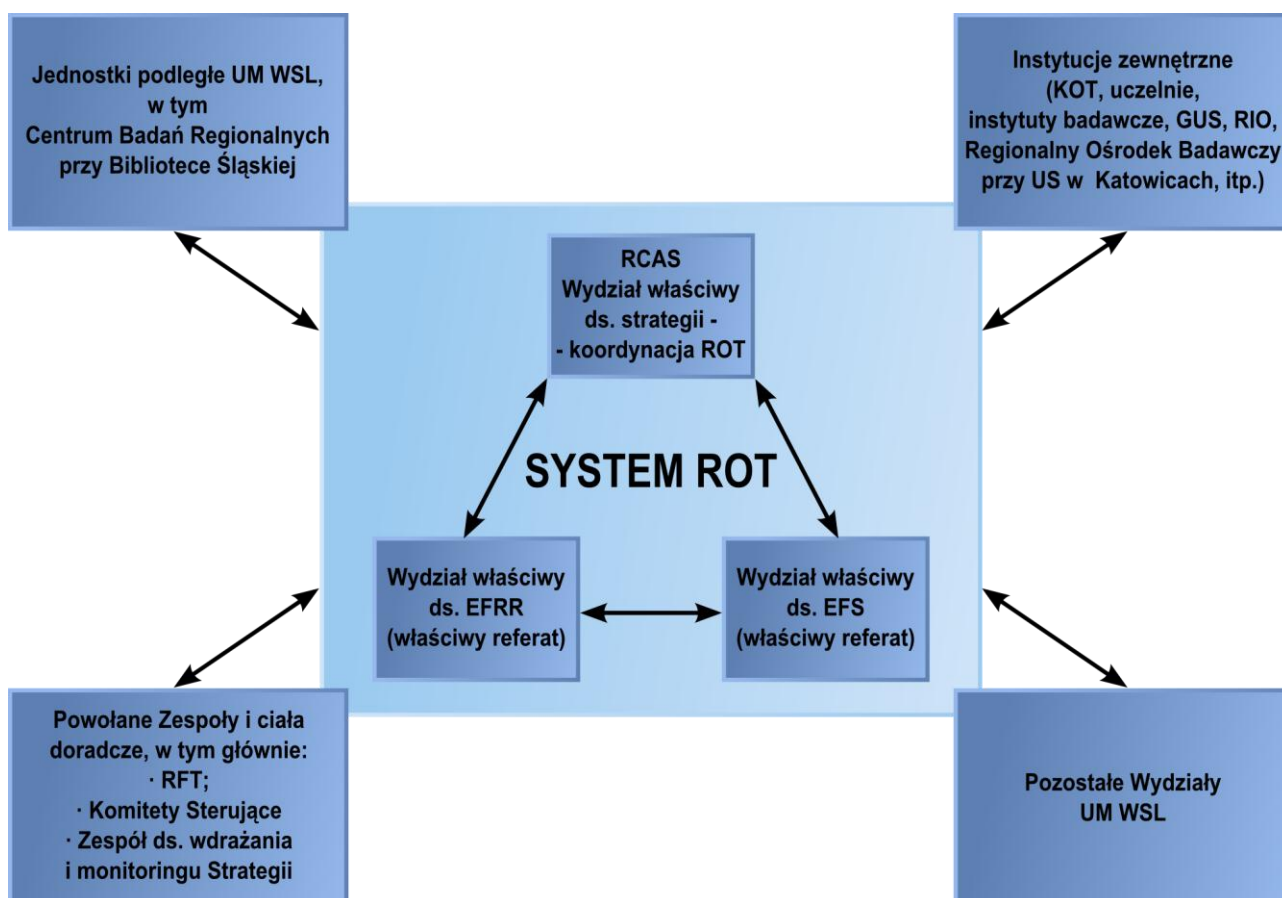 Jednostki podległe UM WSL,
w tym
Centrum Badań Regionalnych
przy Bibliotece Śląskiej
Instytucje zewnętrzne
(KOT, uczelnie,
instytuty badawcze, GUS, RIO,
Regionalny Ośrodek Badawczy
przy US w Katowicach, itp.)
RCAS
Wydział właściwy
ds. strategii -
- koordynacja ROT
SYSTEM ROT
Wydział właściwy
ds. EFRR
(właściwy referat)
Wydział właściwy
ds. EFS
(właściwy referat)
Powołane Zespoły i ciała
doradcze, w tym głównie:
· RFT;
· Komitety Sterujące
· Zespół ds. wdrażania
i monitoringu Strategii
Pozostałe Wydziały
UM WSL